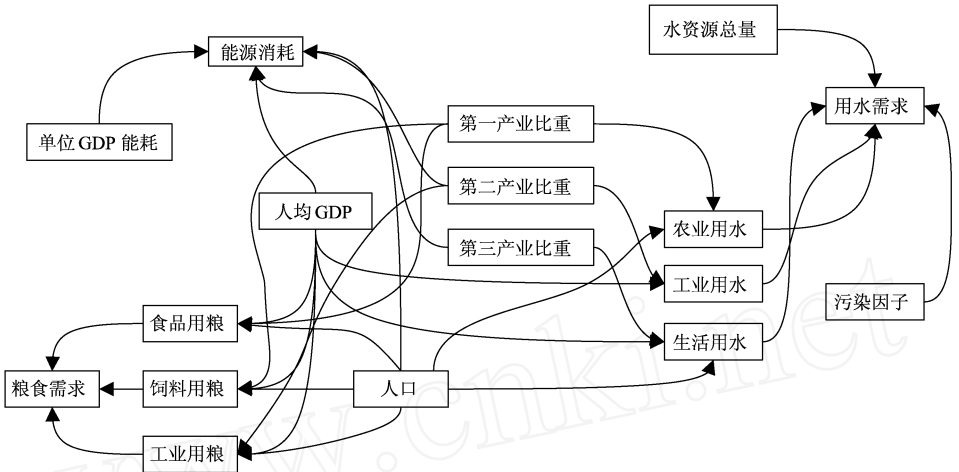 水资源总量
能源消耗
用水需求
第一产业比重
单位GDP能耗
第二产业比重
人均GDP
农业用水
第三产业比重
工业用水
污染因子
食品用粮
生活用水
粮食需求
饲料用粮
人口
工业用粮
www.cnki.net